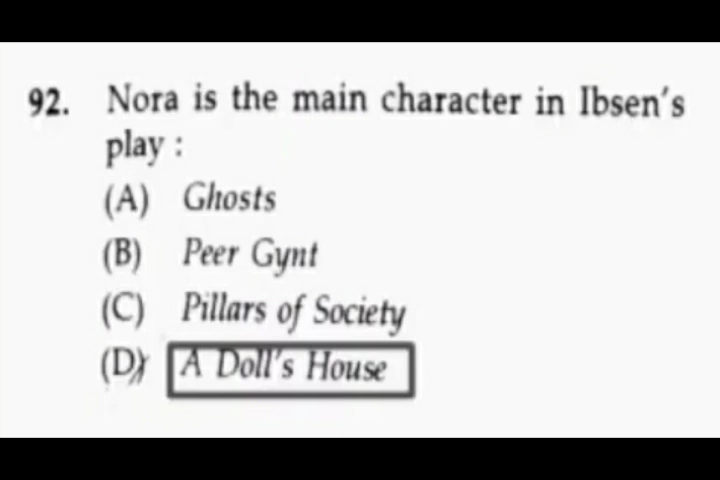 92. Nora is the main character in Ibsen's
play :
(A) Ghosts
(B) Peer Gynt
(C) Pillars of Society
(D) A Doll's House